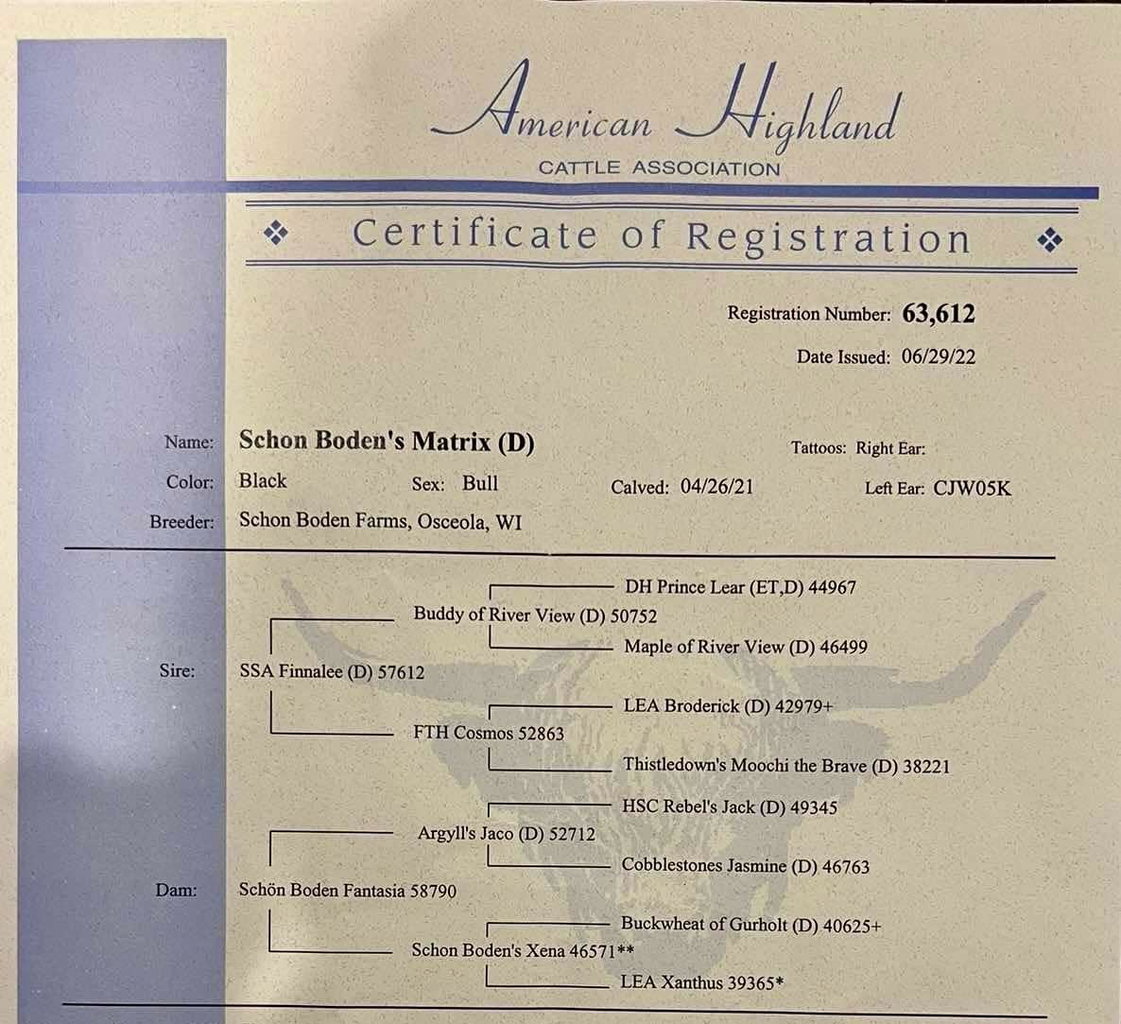 American Highland
CATTLE ASSOCIATION
Certificate of Registration
Registration Number: 63,612
Date Issued: 06/29/22
Name: Schon Boden's Matrix (D) Tattoos: Right Ear:
Color: Black Sex: Bull Calved: 04/26/21 Left Ear: CJW05K
Breeder: Schon Boden Farms, Osceola, WI
DH Prince Lear (ET,D) 44967
Buddy of River View (D) 50752
Maple of River View (D) 46499
Sire: SSA Finnalee (D) 57612
LEA Broderick (D) 42979+
FTH Cosmos 52863
Thistledown's Moochi the Brave (D) 38221
HSC Rebel's Jack (D) 49345
Argyll's Jaco (D) 52712
Cobblestones Jasmine (D) 46763
Dam: Schön Boden Fantasia 58790
Buckwheat of Gurholt (D) 40625+
Schon Boden's Xena 46571**
LEA Xanthus 39365*